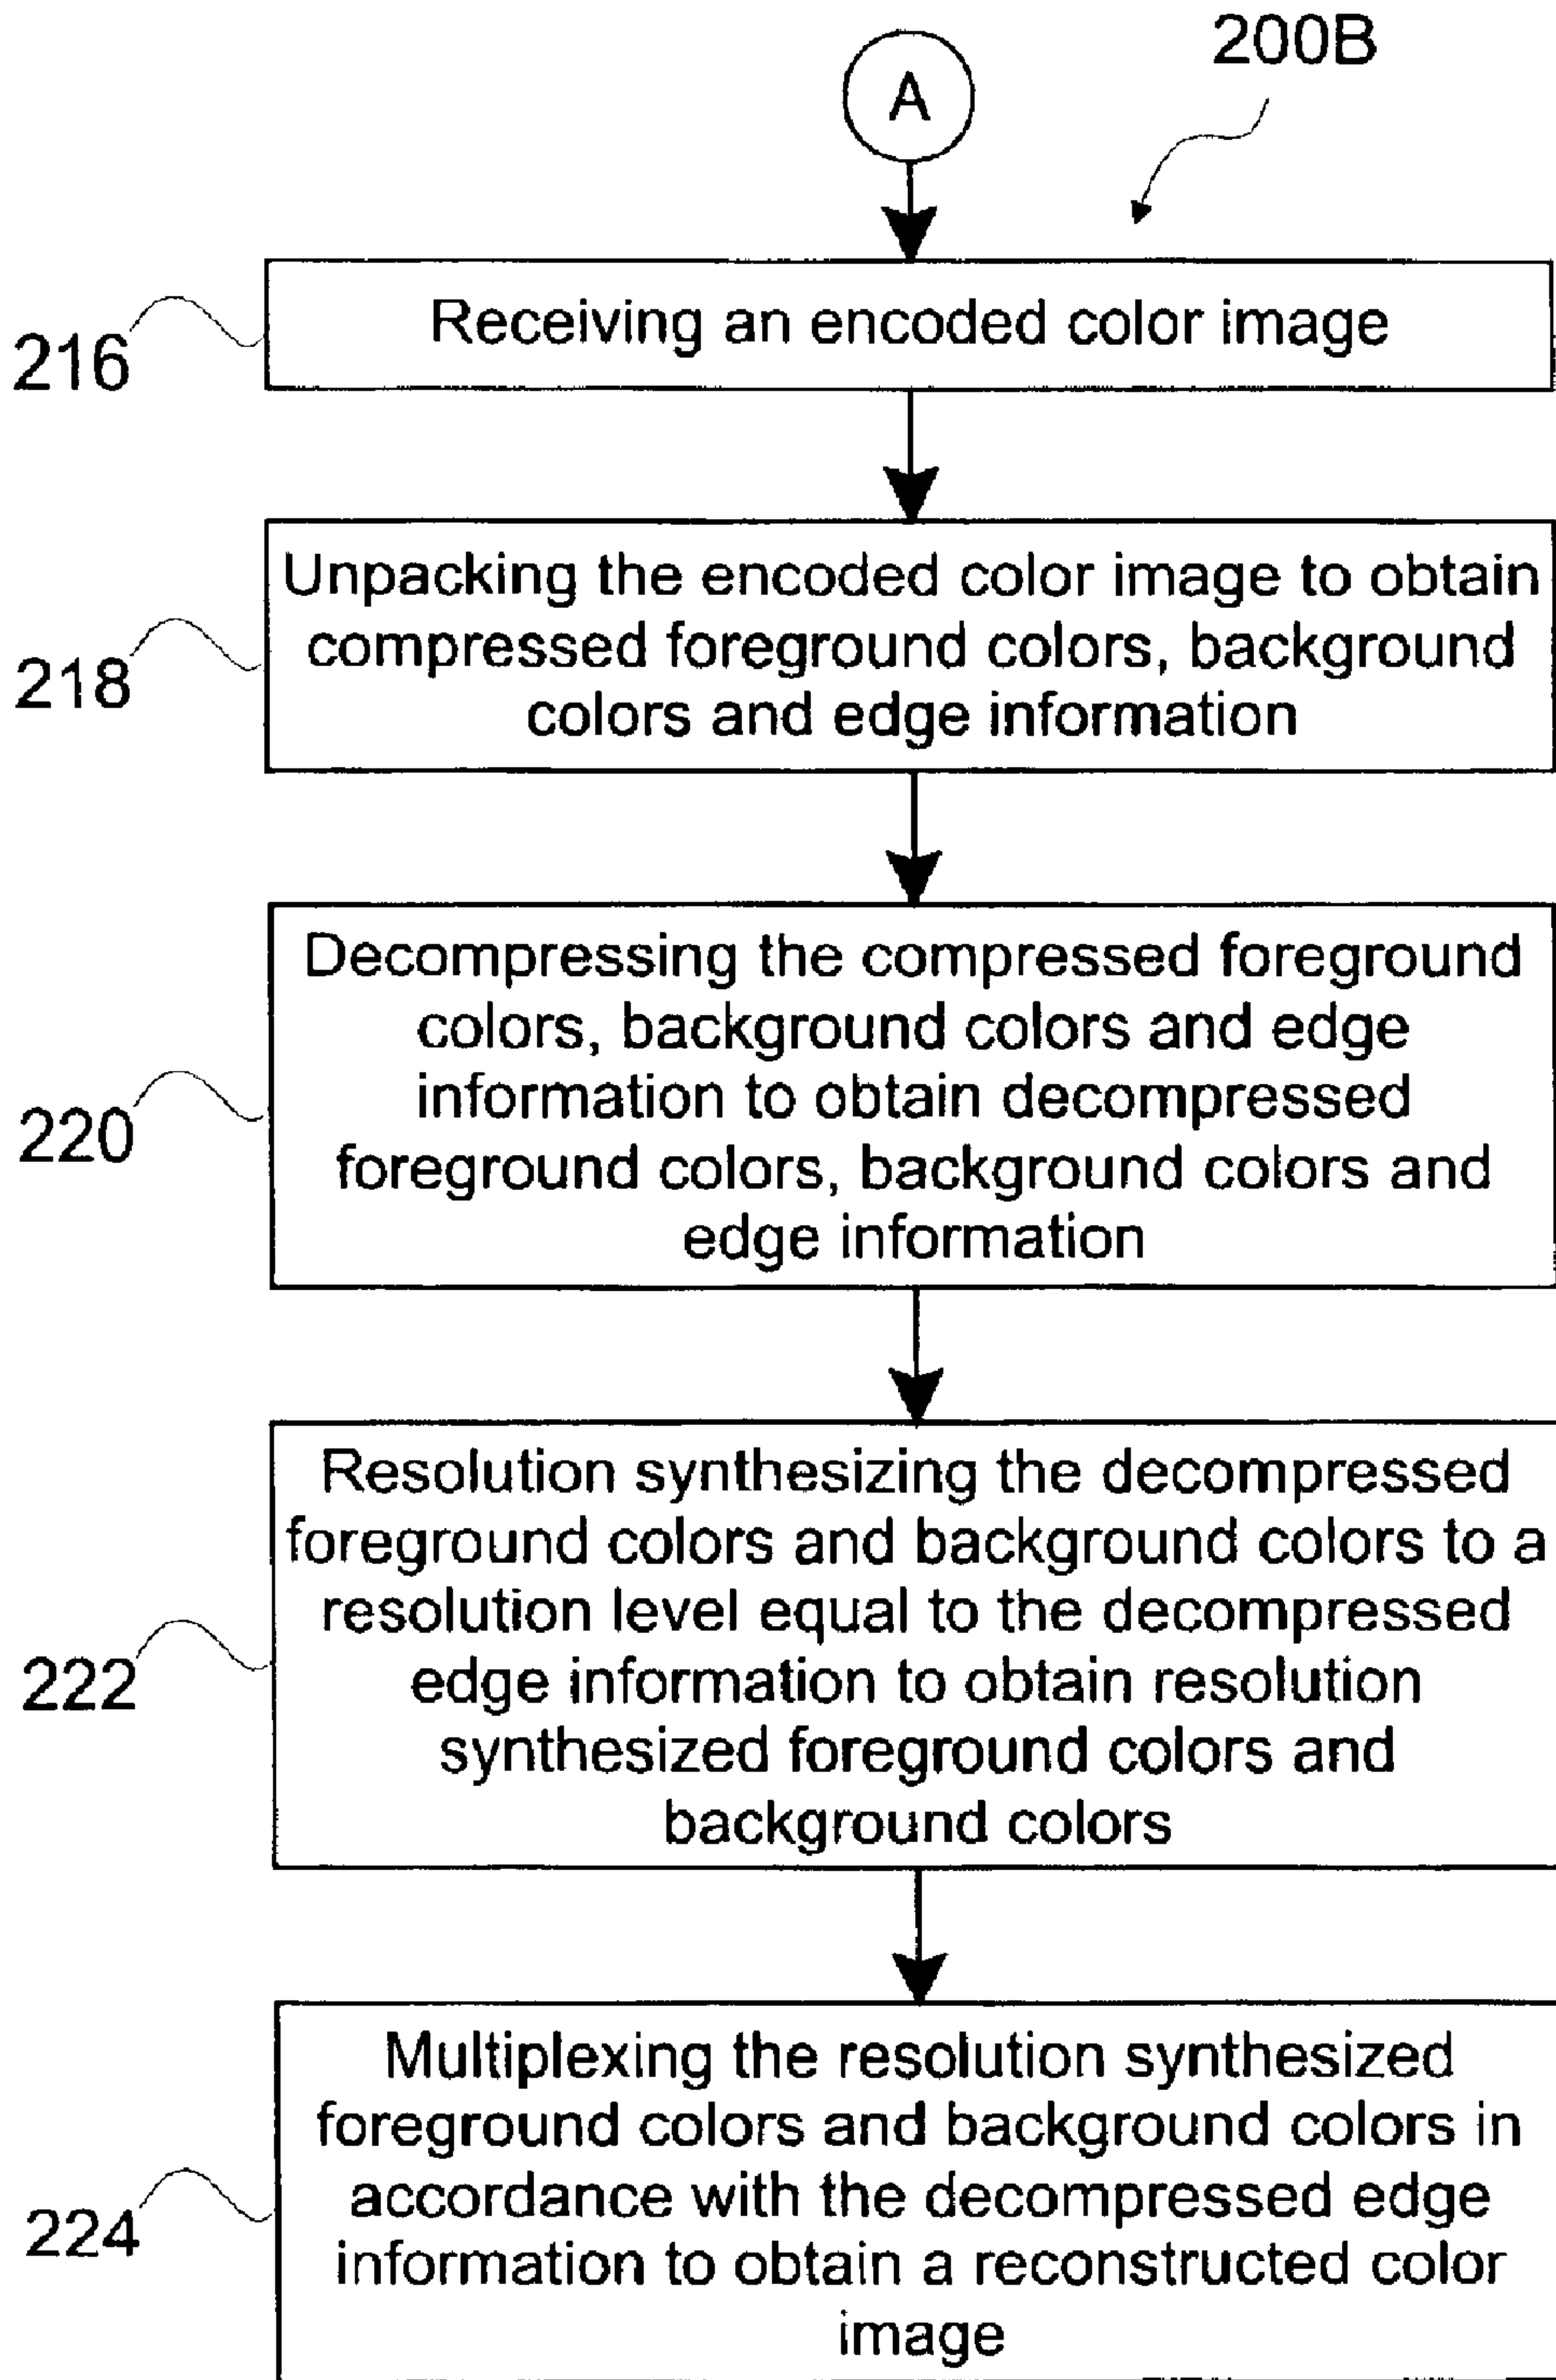 200B
A
216
Receiving an encoded color image
218
Unpacking the encoded color image to obtain
compressed foreground colors, background
colors and edge information
220
Decompressing the compressed foreground
colors, background colors and edge
information to obtain decompressed
foreground colors, background colors and
edge information
222
Resolution synthesizing the decompressed
foreground colors and background colors to a
resolution level equal to the decompressed
edge information to obtain resolution
synthesized foreground colors and
background colors
224
Multiplexing the resolution synthesized
foreground colors and background colors in
accordance with the decompressed edge
information to obtain a reconstructed color
image